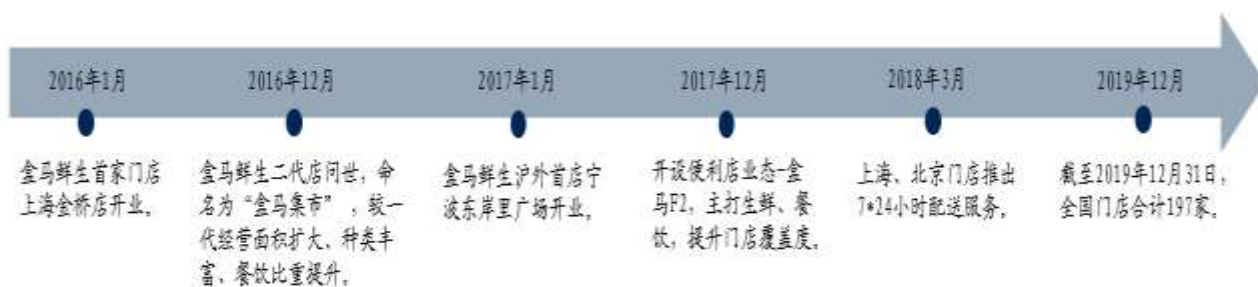 2016年1月
2016年12月
2017年1月
2017年12月
2018年3月
2019年12月
盒马鲜生首家门店
上海金桥店开业。
盒马鲜生二代店问世，命
名为“盒马集市”，较一
代经营面积扩大、种类丰
富、餐饮比重提升。
盒马鲜生沪外首店宁
波东岸里广场开业。
开设便利店业态-盒
马F2，主打生鲜、餐
饮，提升门店覆盖度。
上海、北京门店推出
7*24小时配送服务。
截至2019年12月31日，
全国门店合计197家。